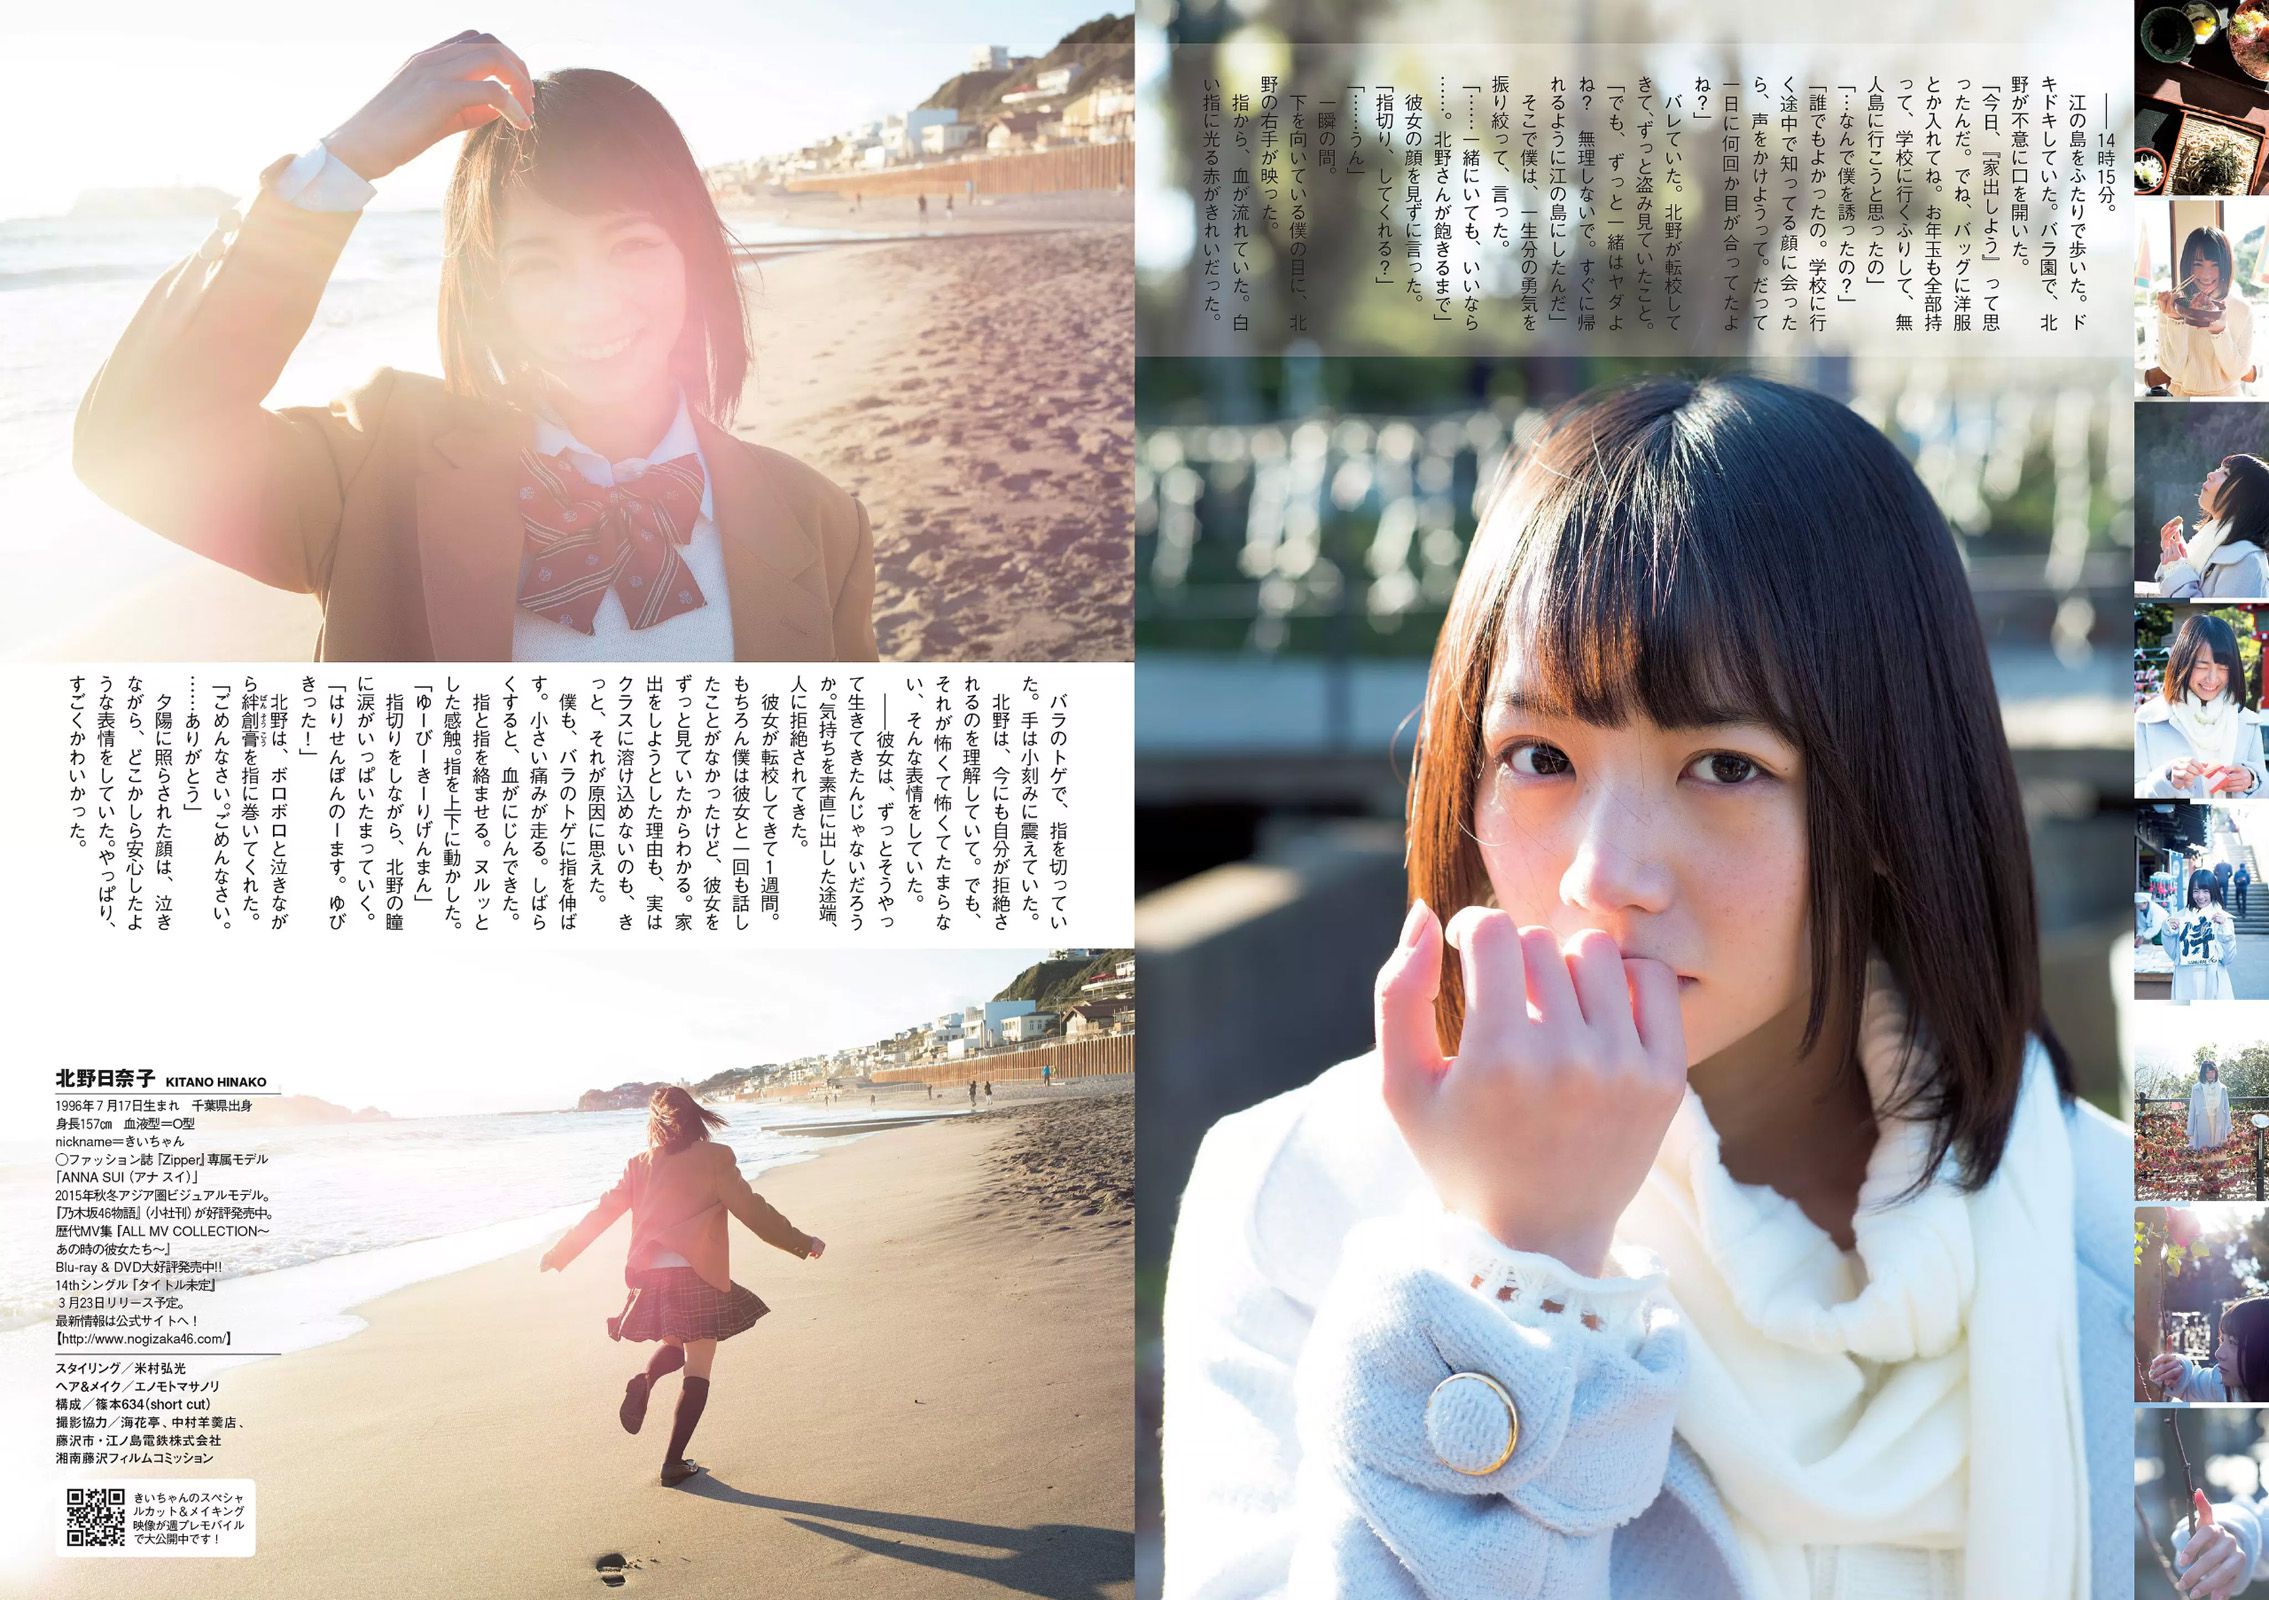 ――14時15分。
　江の島をふたりで歩いた。ド
キドキしていた。バラ園で、北
野が不意に口を開いた。
「今日、『家出しよう』って思
ったんだ。でね、バッグに洋服
とか入れてね。お年玉も全部持
って、学校に行くふりして、無
人島に行こうと思ったの」
「…なんで僕を誘ったの？」
「誰でもよかったの。学校に行
く途中で知ってる顔に会った
ら、声をかけようって。だって
一日に何回か目が合ってたよ
ね？」
　バレていた。北野が転校して
きて、ずっと盗み見ていたこと。
「でも、ずっと一緒はヤダよ
ね？　無理しないで。すぐに帰
れるように江の島にしたんだ」
　そこで僕は、一生分の勇気を
振り絞って、言った。
「……一緒にいても、いいなら
……。北野さんが飽きるまで」
　彼女の顔を見ずに言った。
「指切り、してくれる？」
「……うん」
　一瞬の間。
　下を向いている僕の目に、北
野の右手が映った。
　指から、血が流れていた。白
い指に光る赤がきれいだった。
　バラのトゲで、指を切ってい
た。手は小刻みに震えていた。
　北野は、今にも自分が拒絶さ
れるのを理解していて。でも、
それが怖くて怖くてたまらな
い、そんな表情をしていた。
　――彼女は、ずっとそうやっ
て生きてきたんじゃないだろう
か。気持ちを素直に出した途端、
人に拒絶されてきた。
　彼女が転校してきて1週間。
もちろん僕は彼女と一回も話し
たことがなかったけど、彼女を
ずっと見ていたからわかる。家
出をしようとした理由も、実は
クラスに溶け込めないのも、き
っと、それが原因に思えた。
　僕も、バラのトゲに指を伸ば
す。小さい痛みが走る。しばら
くすると、血がにじんできた。
　指と指を絡ませる。ヌルッと
した感触。指を上下に動かした。
「ゆーびーきーりげんまん」
　指切りをしながら、北野の瞳
に涙がいっぱいたまっていく。
「はりせんぼんのーます。ゆび
きった！」
　北野は、ボロボロと泣きなが
ら絆創膏を指に巻いてくれた。
「ごめんなさい。ごめんなさい。
……ありがとう」
　夕陽に照らされた顔は、泣き
ながら、どこかしら安心したよ
うな表情をしていた。やっぱり、
すごくかわいかった。
北野日奈子 KITANO HINAKO
1996年7月17日生まれ　千葉県出身
身長157㎝　血液型＝O型
nickname＝きいちゃん
○ファッション誌『Zipper』専属モデル
「ANNA SUI（アナ スイ）」
2015年秋冬アジア圏ビジュアルモデル。
『乃木坂46物語』（小社刊）が好評発売中。
歴代MV集『ALL MV COLLECTION〜
あの時の彼女たち〜』
Blu-ray & DVD大好評発売中!!
14thシングル『タイトル未定』
3月23日リリース予定。
最新情報は公式サイトへ！
【http://www.nogizaka46.com/】
スタイリング／米村弘光
ヘア&メイク／エノモトマサノリ
構成／篠本634（short cut）
撮影協力／海花亭、中村羊羹店、
藤沢市・江ノ島電鉄株式会社
湘南藤沢フィルムコミッション
きいちゃんのスペシャ
ルカット＆メイキング
映像が週プレモバイル
で大公開中です！
侍